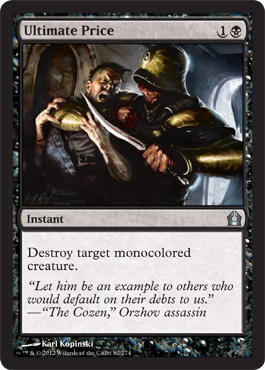 Ultimate Price 1
Instant
Destroy target monocolored
creature.
“Let him be an example to others who
would default on their debts to us.”
—“The Cozen,” Orzhov assassin
Karl Kopinski
™ & © 2012 Wizards of the Coast 82/274